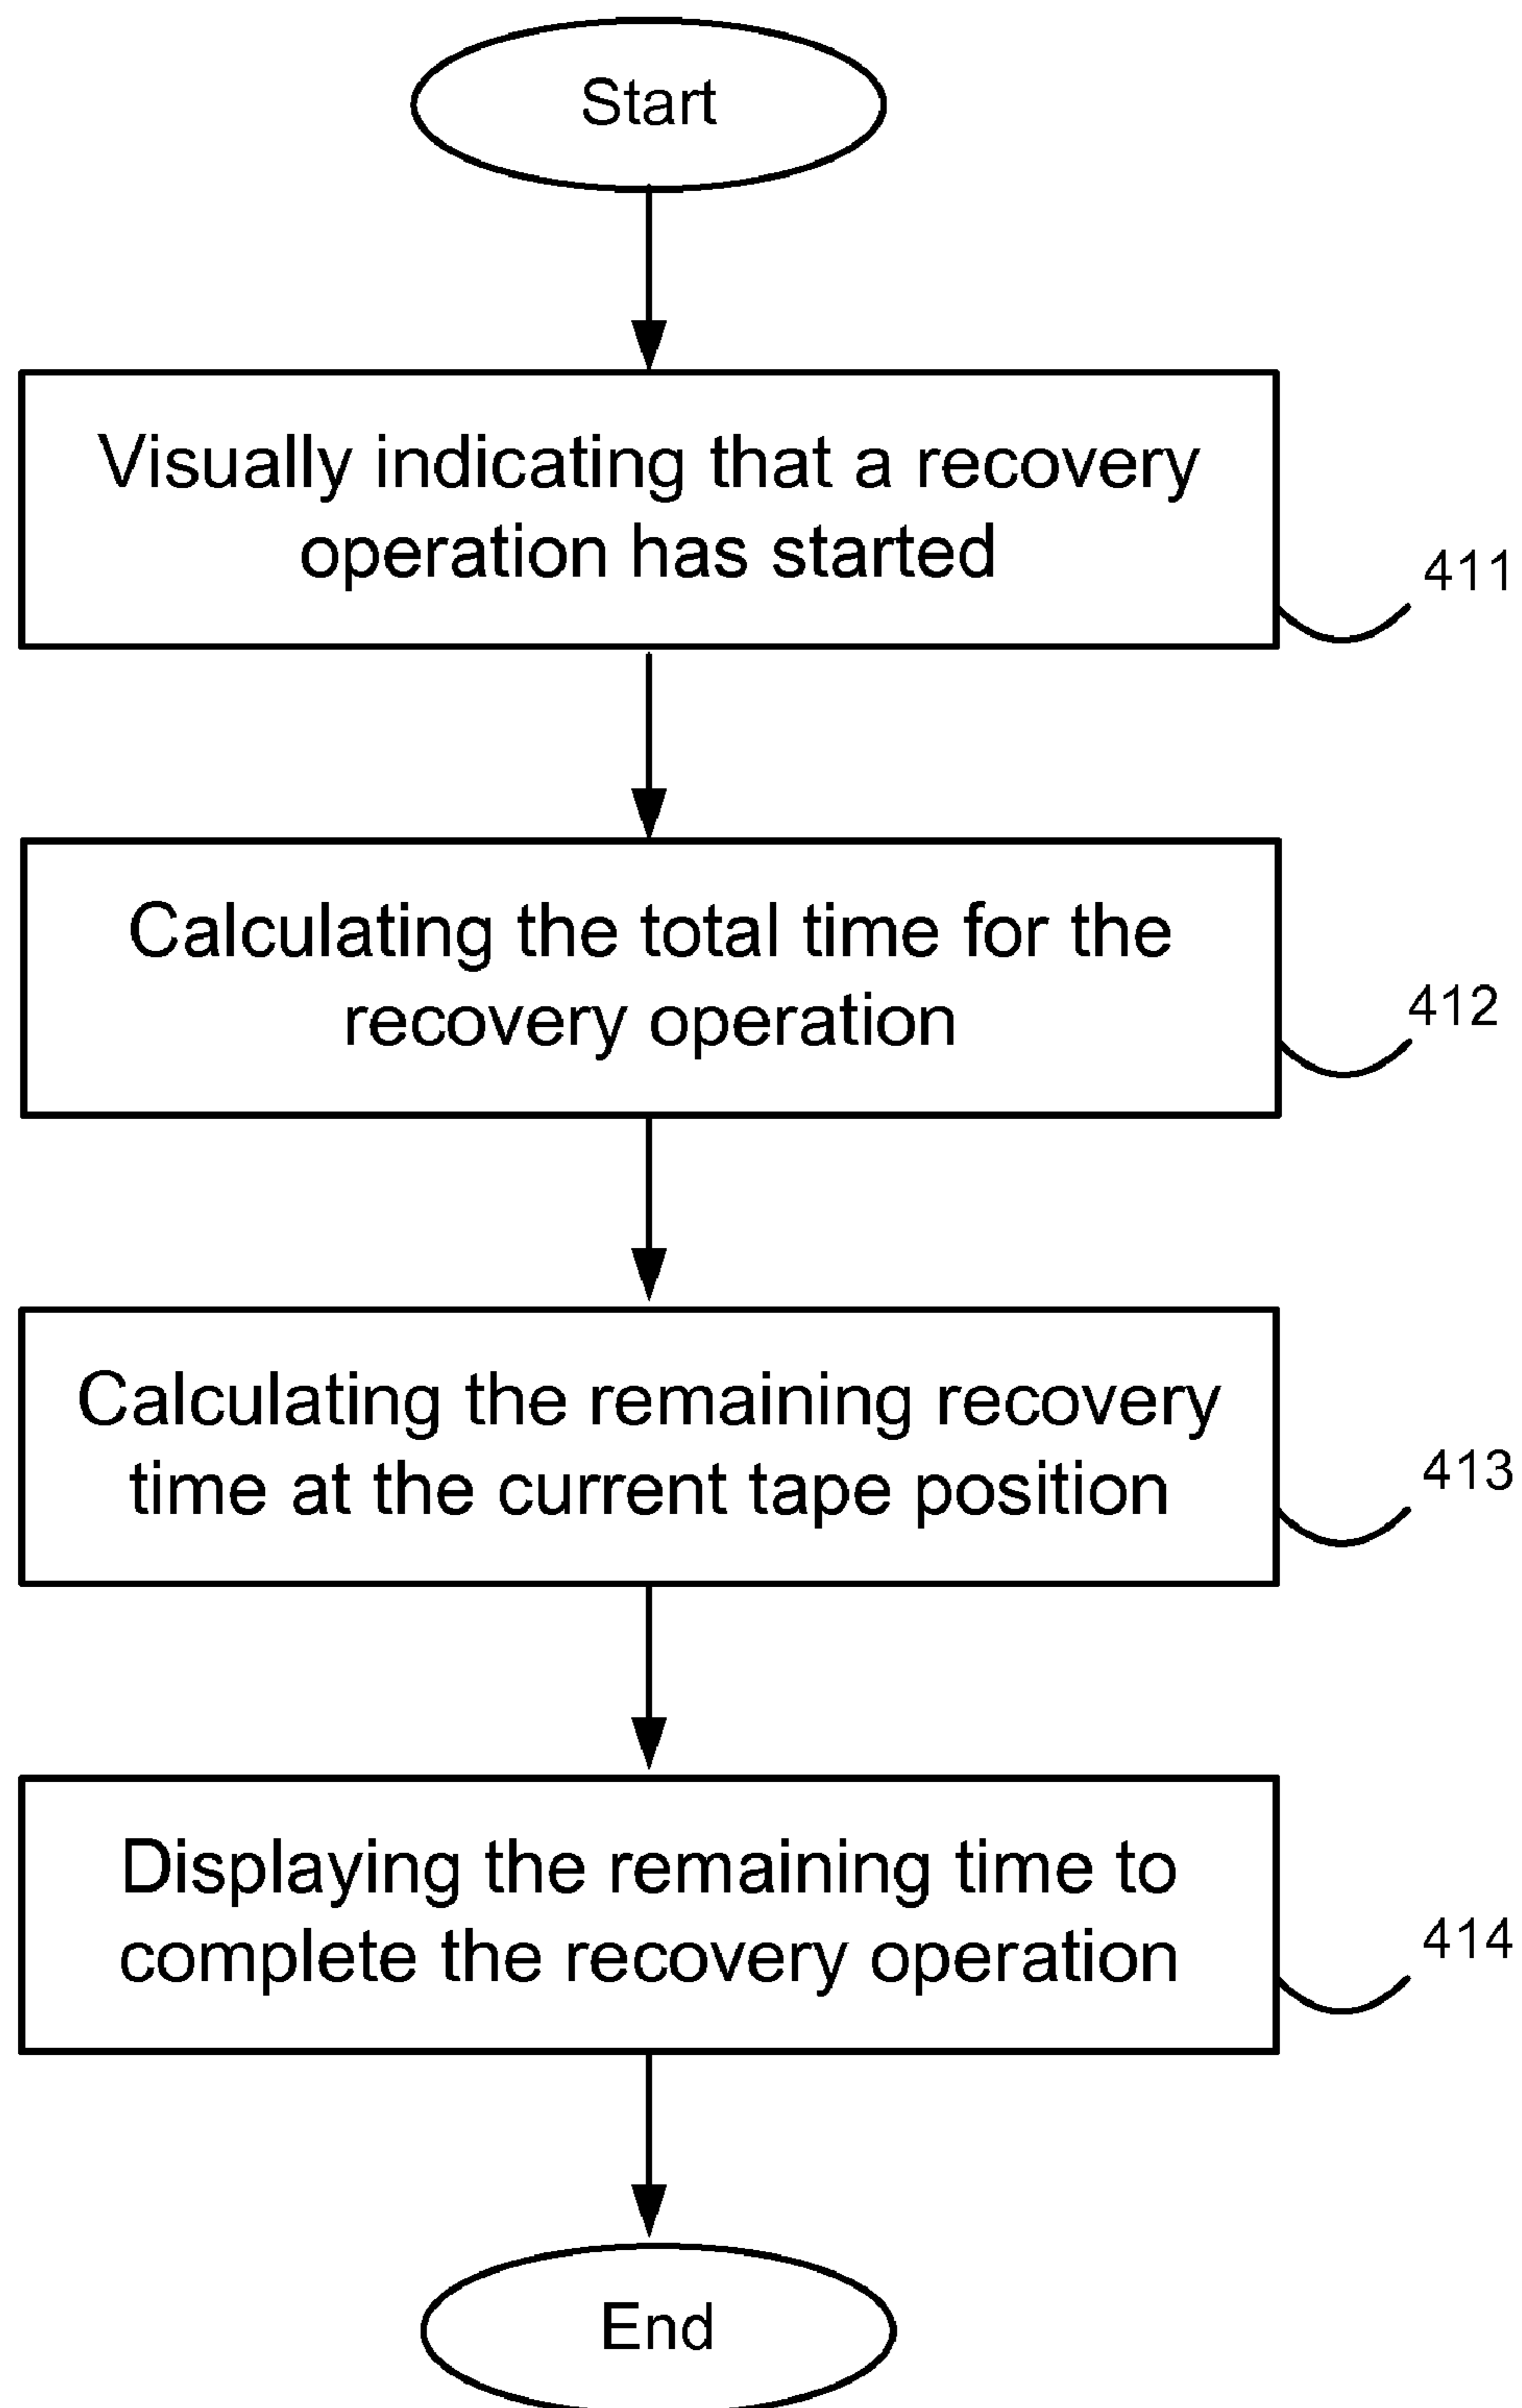 Start
Visually indicating that a recovery
operation has started
411
Calculating the total time for the
recovery operation
412
Calculating the remaining recovery
time at the current tape position
413
Displaying the remaining time to
complete the recovery operation
414
End